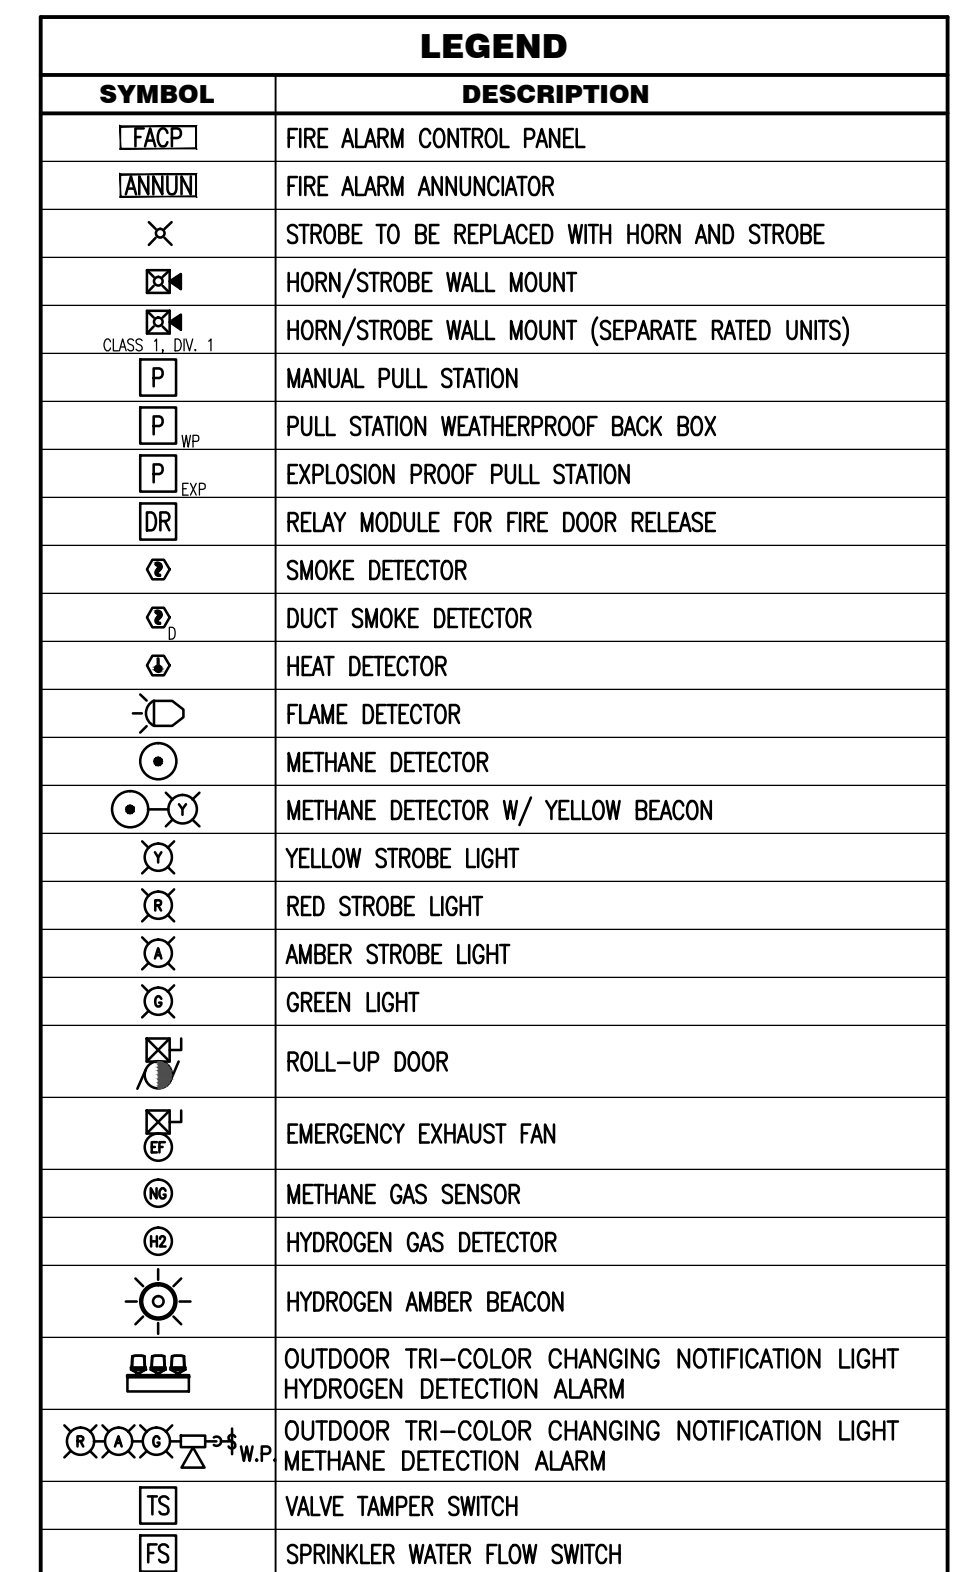 LEGEND
SYMBOL DESCRIPTION
FACP FIRE ALARM CONTROL PANEL
ANNUN FIRE ALARM ANNUNCIATOR
STROBE TO BE REPLACED WITH HORN AND STROBE
HORN/STROBE WALL MOUNT
CLASS 1, DIV. 1 HORN/STROBE WALL MOUNT (SEPARATE RATED UNITS)
P MANUAL PULL STATION
P WP PULL STATION WEATHERPROOF BACK BOX
P EXP EXPLOSION PROOF PULL STATION
DR RELAY MODULE FOR FIRE DOOR RELEASE
SMOKE DETECTOR
D DUCT SMOKE DETECTOR
HEAT DETECTOR
FLAME DETECTOR
METHANE DETECTOR
Y METHANE DETECTOR W/ YELLOW BEACON
Y YELLOW STROBE LIGHT
R RED STROBE LIGHT
A AMBER STROBE LIGHT
G GREEN LIGHT
ROLL-UP DOOR
EF EMERGENCY EXHAUST FAN
NG METHANE GAS SENSOR
H2 HYDROGEN GAS DETECTOR
HYDROGEN AMBER BEACON
OUTDOOR TRI-COLOR CHANGING NOTIFICATION LIGHT
HYDROGEN DETECTION ALARM
R A G $ W.P. OUTDOOR TRI-COLOR CHANGING NOTIFICATION LIGHT
METHANE DETECTION ALARM
TS VALVE TAMPER SWITCH
FS SPRINKLER WATER FLOW SWITCH